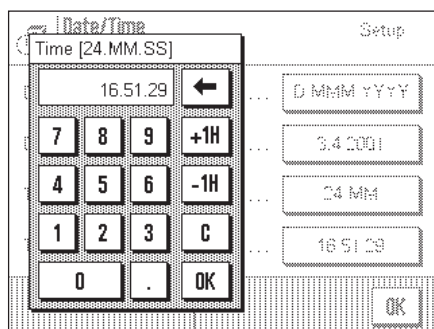 Date/Time Setup
Time [24.MM.SS]
16.51.29
... D MMM YYYY
7 8 9 +1H
... 3.4.2001
4 5 6 -1H
... 24 MM
1 2 3 C
... 16 51 29
0 . OK
OK